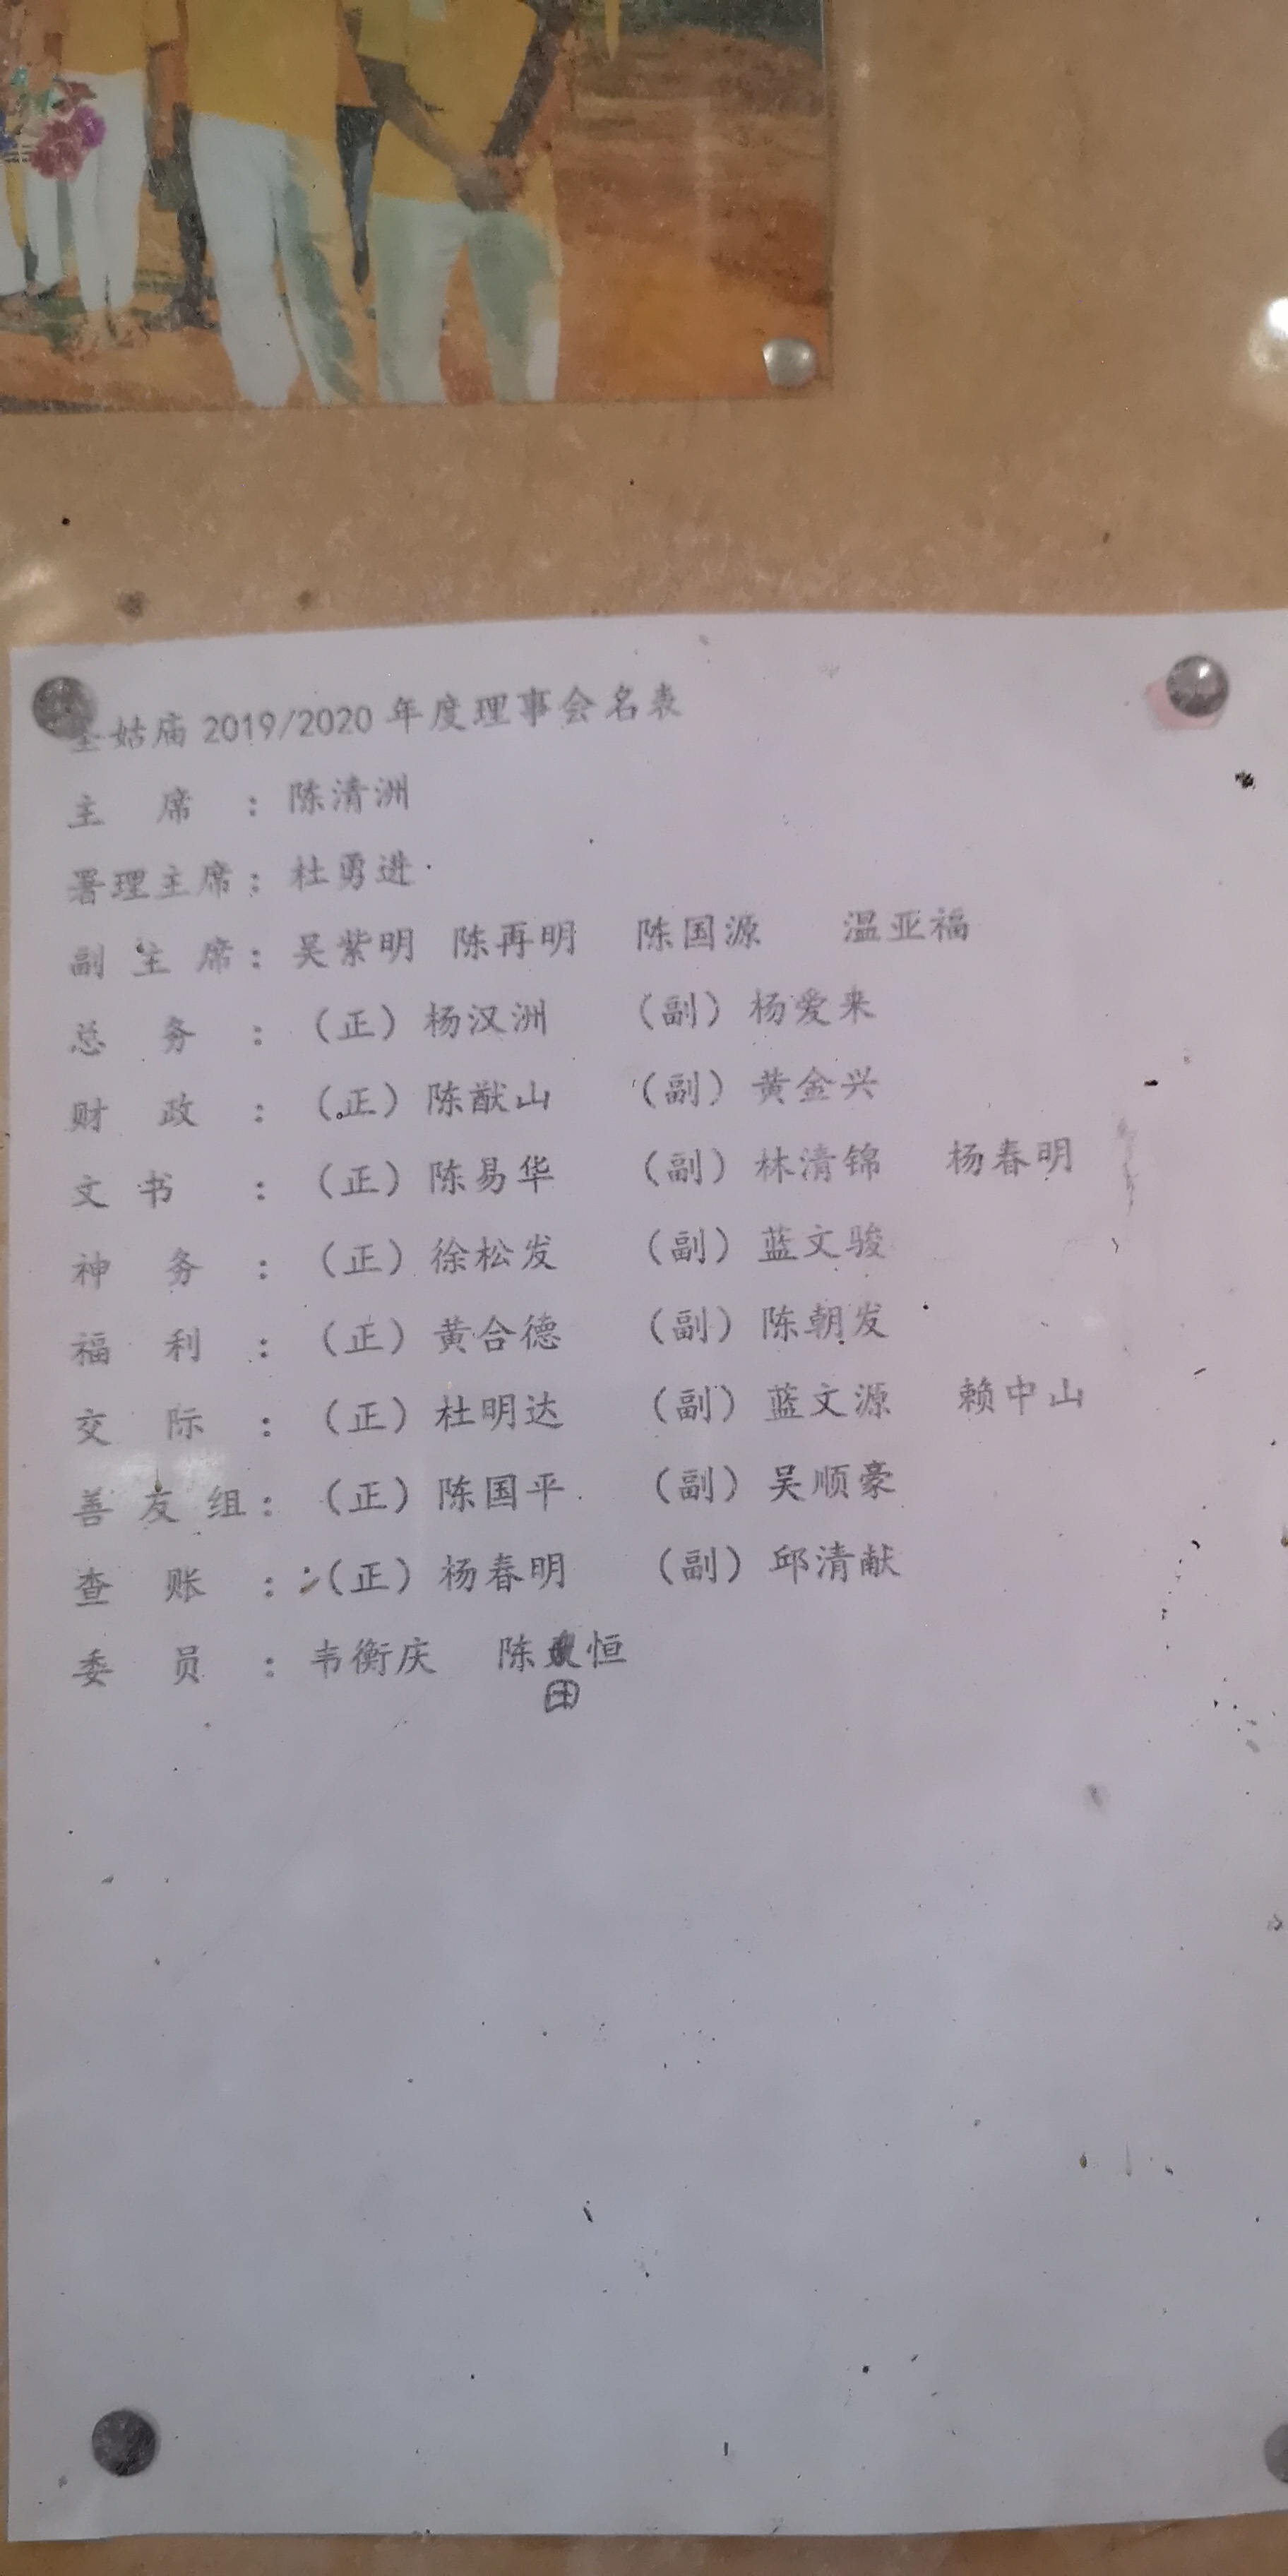 姑庙 2019/2020 年度理事会名表
主 席 : 陈清洲
署理主席: 杜勇进
副 主 席: 吴紫明 陈再明 陈国源 温亚福
总 务 : (正) 杨汉洲 (副) 杨爱来
财 政 : (正) 陈猷山 (副) 黄金兴
文 书 : (正) 陈易华 (副) 林清锦 杨春明
神 务 : (正) 徐松发 (副) 蓝文骏
福 利 : (正) 黄合德 (副) 陈朝发
交 际 : (正) 杜明达 (副) 蓝文源 赖中山
善 友 组: (正) 陈国平 (副) 吴顺豪
查 账 : (正) 杨春明 (副) 邱清献
委 员 : 韦衡庆 陈恒
田